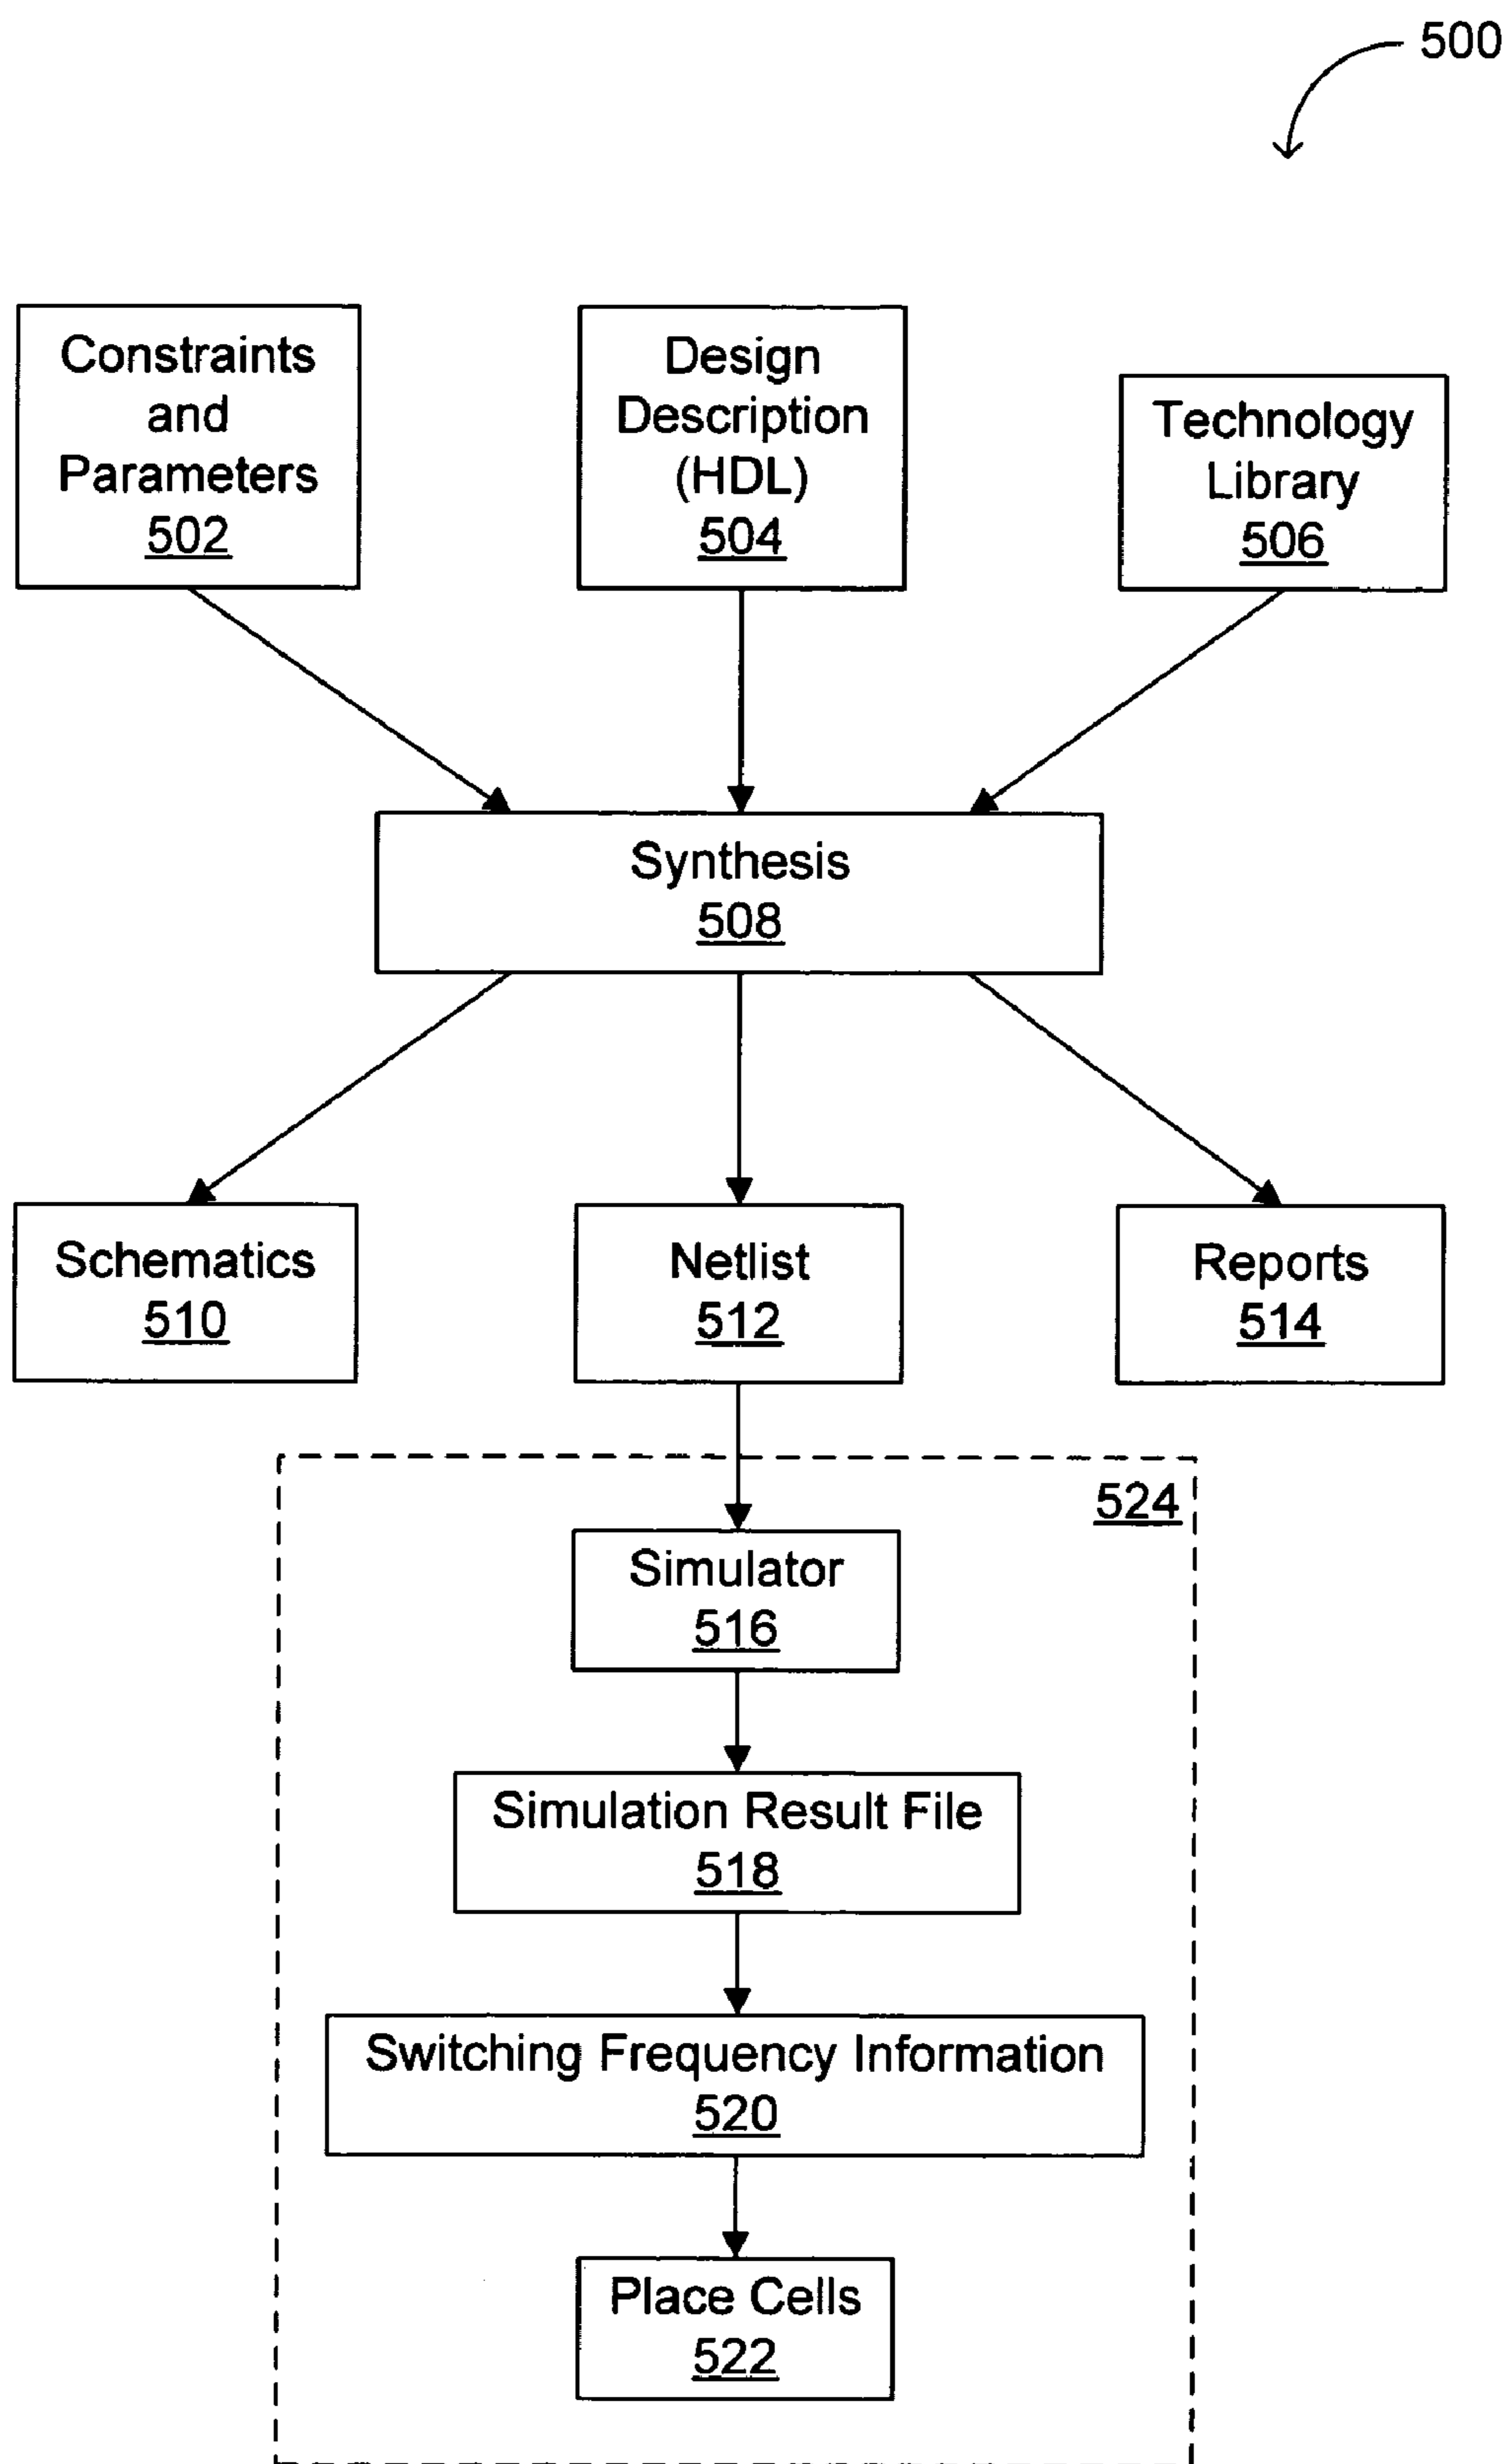 500
Constraints
and
Parameters
502
Design
Description
(HDL)
504
Technology
Library
506
Synthesis
508
Schematics
510
Netlist
512
Reports
514
524
Simulator
516
Simulation Result File
518
Switching Frequency Information
520
Place Cells
522